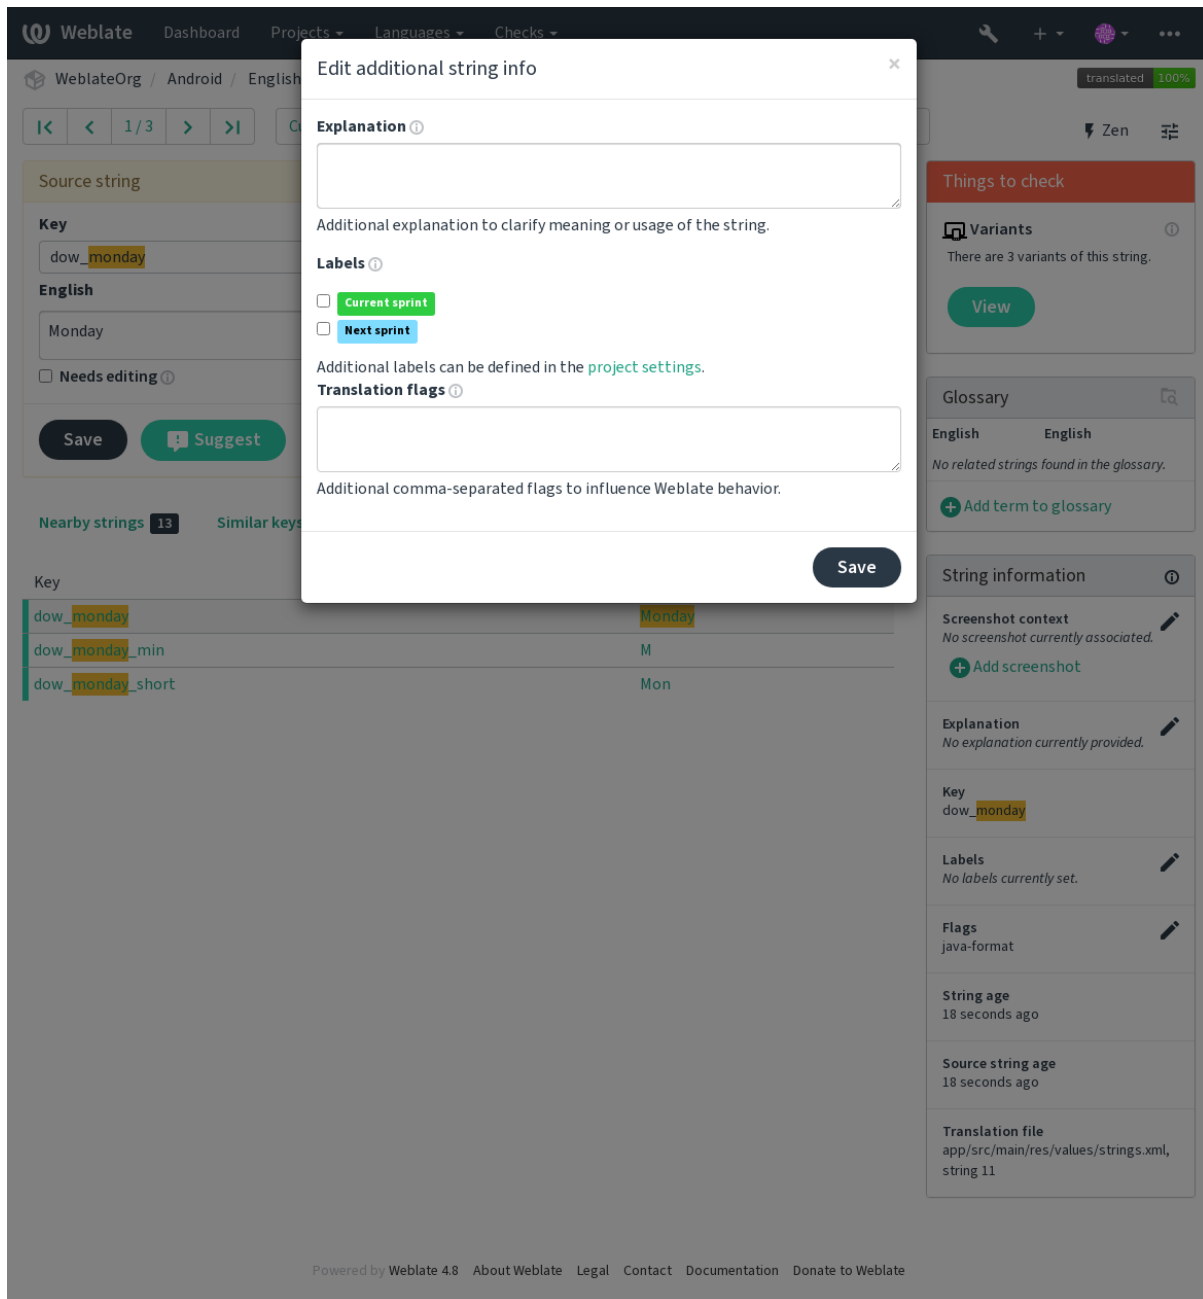 Weblate Dashboard Projects Languages Checks
WeblateOrg / Android / English
translated 100%
1 / 3
Zen
Edit additional string info ×
Explanation
Additional explanation to clarify meaning or usage of the string.
Labels
Current sprint
Next sprint
Additional labels can be defined in the project settings.
Translation flags
Additional comma-separated flags to influence Weblate behavior.
Save
Source string
Key
dow_monday
English
Monday
Needs editing
Save Suggest
Nearby strings 13 Similar keys
Key
dow_monday Monday
dow_monday_min M
dow_monday_short Mon
Things to check
Variants
There are 3 variants of this string.
View
Glossary
English English
No related strings found in the glossary.
Add term to glossary
String information
Screenshot context
No screenshot currently associated.
Add screenshot
Explanation
No explanation currently provided.
Key
dow_monday
Labels
No labels currently set.
Flags
java-format
String age
18 seconds ago
Source string age
18 seconds ago
Translation file
app/src/main/res/values/strings.xml,
string 11
Powered by Weblate 4.8 About Weblate Legal Contact Documentation Donate to Weblate